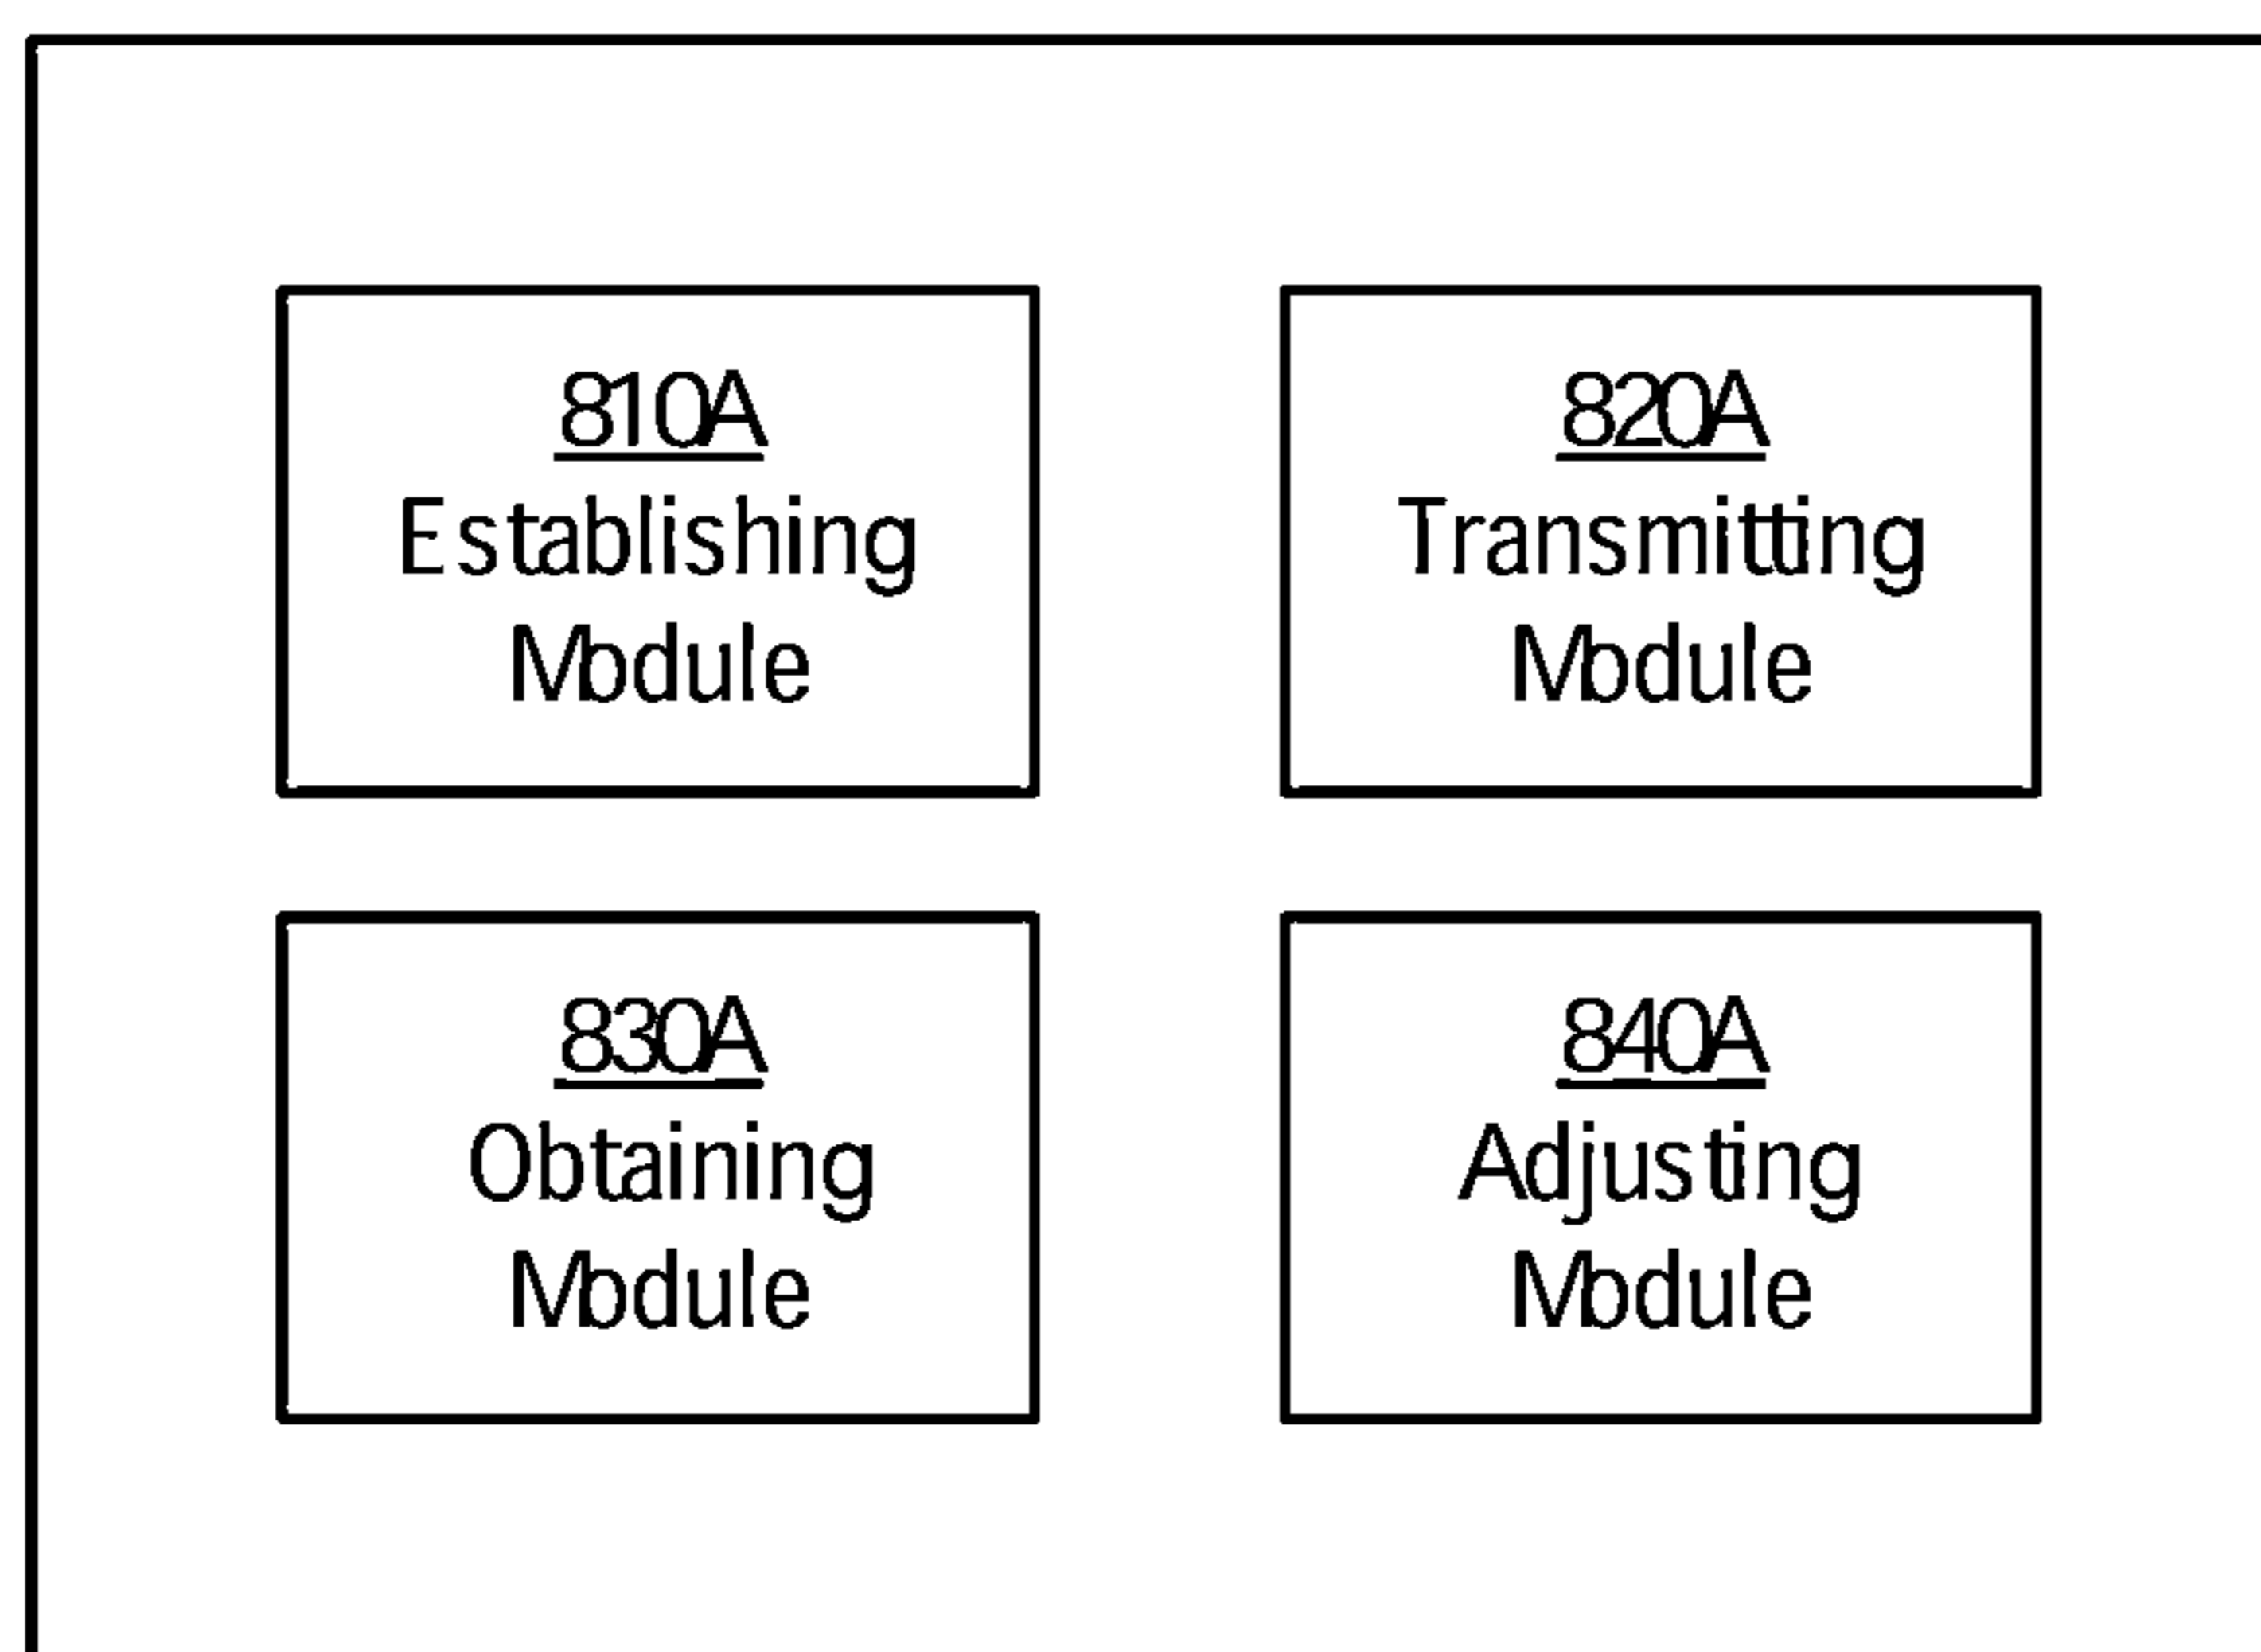 810A
Establishing
Module
820A
Transmitting
Module
830A
Obtaining
Module
840A
Adjusting
Module